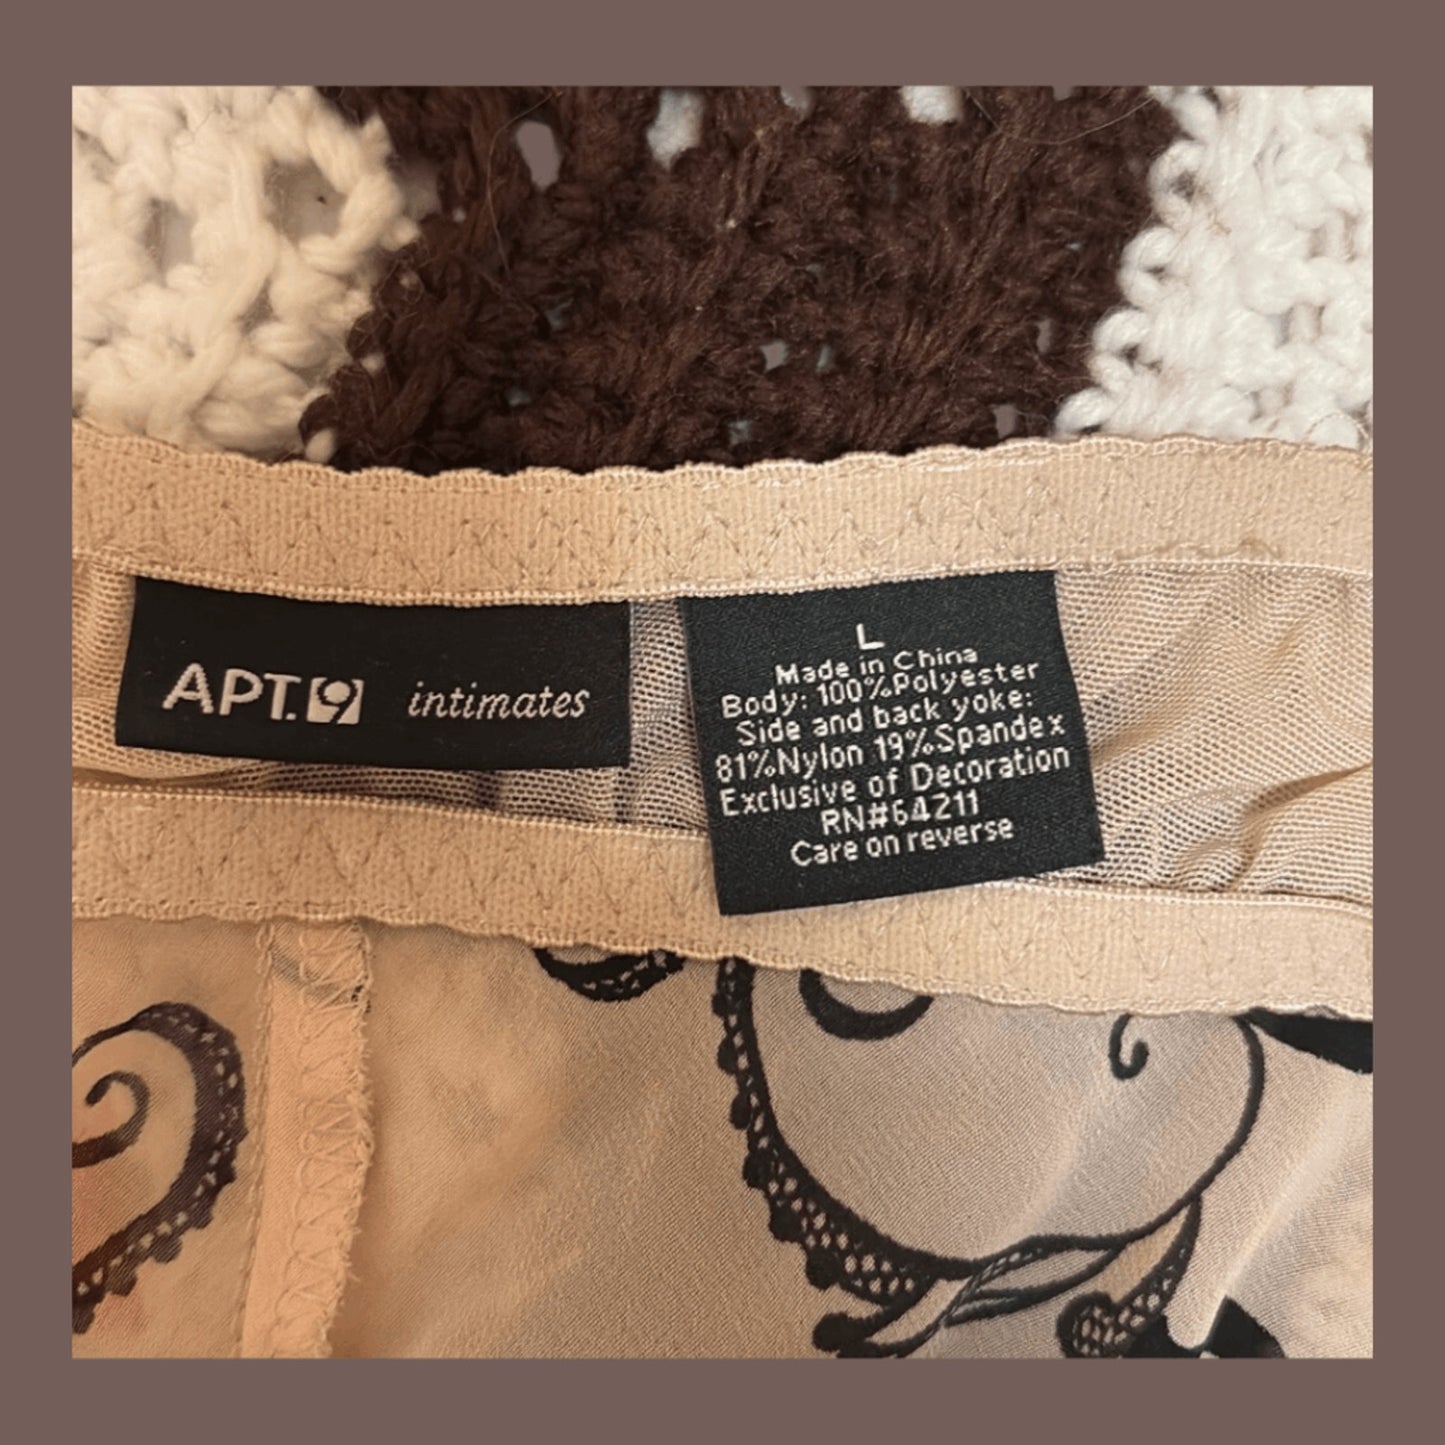 APT.9 intimates
L
Made in China
Body: 100%Polyester
Side and back yoke:
81%Nylon 19%Spandex
Exclusive of Decoration
RN#64211
Care on reverse